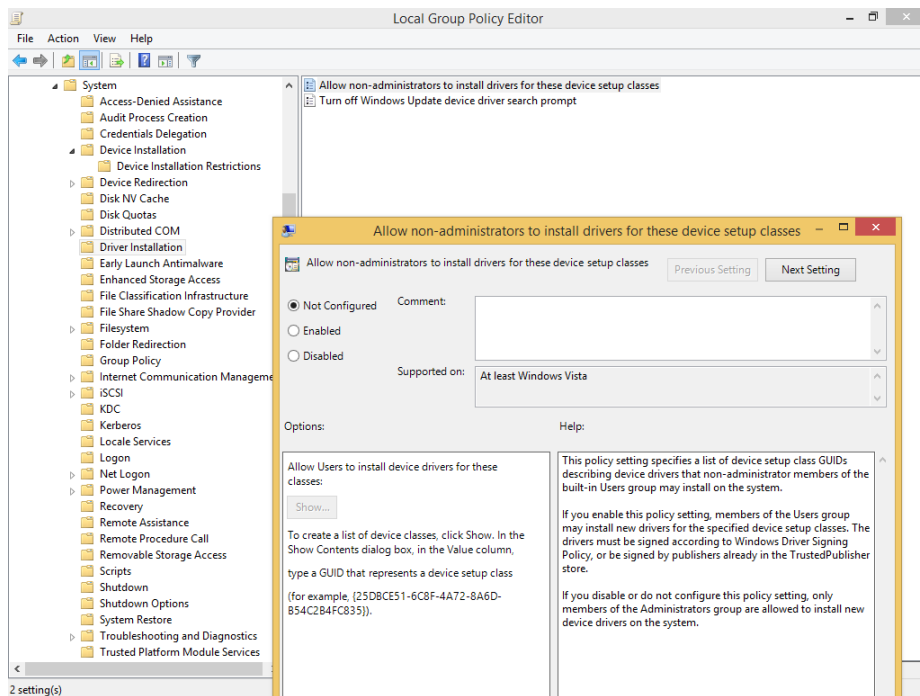 Local Group Policy Editor
File Action View Help
System
Access-Denied Assistance
Audit Process Creation
Credentials Delegation
Device Installation
Device Installation Restrictions
Device Redirection
Disk NV Cache
Disk Quotas
Distributed COM
Driver Installation
Early Launch Antimalware
Enhanced Storage Access
File Classification Infrastructure
File Share Shadow Copy Provider
Filesystem
Folder Redirection
Group Policy
Internet Communication Manageme
iSCSI
KDC
Kerberos
Locale Services
Logon
Net Logon
Power Management
Recovery
Remote Assistance
Remote Procedure Call
Removable Storage Access
Scripts
Shutdown
Shutdown Options
System Restore
Troubleshooting and Diagnostics
Trusted Platform Module Services
2 setting(s)
Allow non-administrators to install drivers for these device setup classes
Turn off Windows Update device driver search prompt
Allow non-administrators to install drivers for these device setup classes
Allow non-administrators to install drivers for these device setup classes
Previous Setting Next Setting
Not Configured
Enabled
Disabled
Comment:
Supported on:
At least Windows Vista
Options:
Help:
Allow Users to install device drivers for these
classes:
Show...
To create a list of device classes, click Show. In the
Show Contents dialog box, in the Value column,
type a GUID that represents a device setup class
(for example, {25DBCE51-6C8F-4A72-8A6D-
B54C2B4FC835}).
This policy setting specifies a list of device setup class GUIDs
describing device drivers that non-administrator members of the
built-in Users group may install on the system.
If you enable this policy setting, members of the Users group
may install new drivers for the specified device setup classes. The
drivers must be signed according to Windows Driver Signing
Policy, or be signed by publishers already in the TrustedPublisher
store.
If you disable or do not configure this policy setting, only
members of the Administrators group are allowed to install new
device drivers on the system.